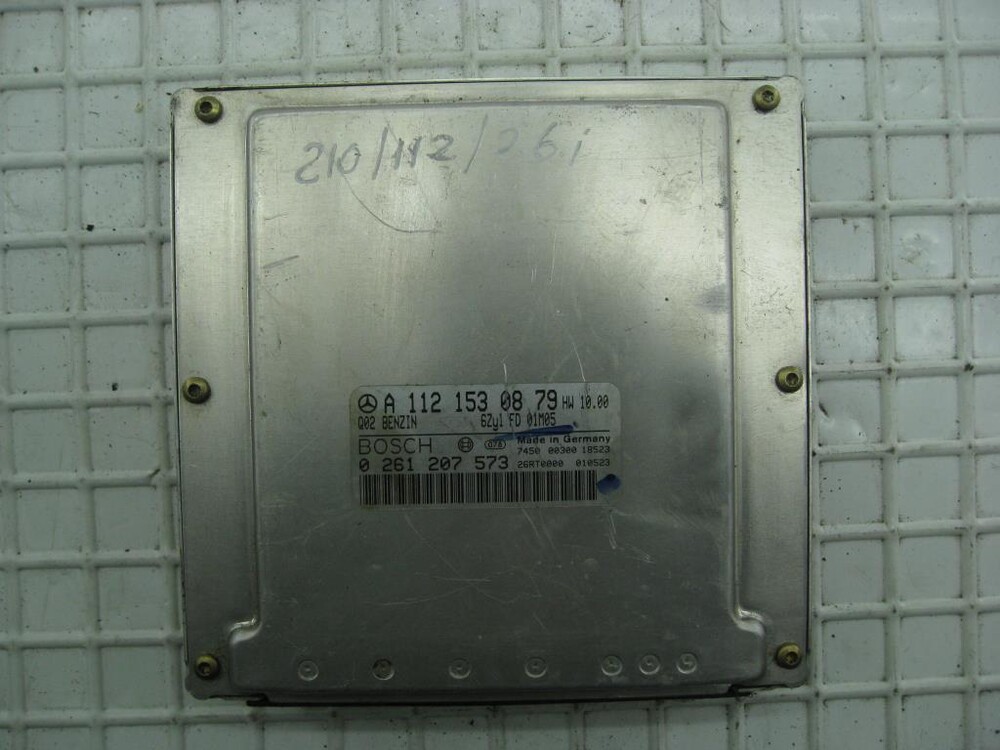 210/112/26i
A 112 153 08 79 HW 10.00
Q02 BENZIN 6Zyl FD 01M05
BOSCH 076 Made in Germany
7450 00300 18523
0 261 207 573 26RT0000 010523